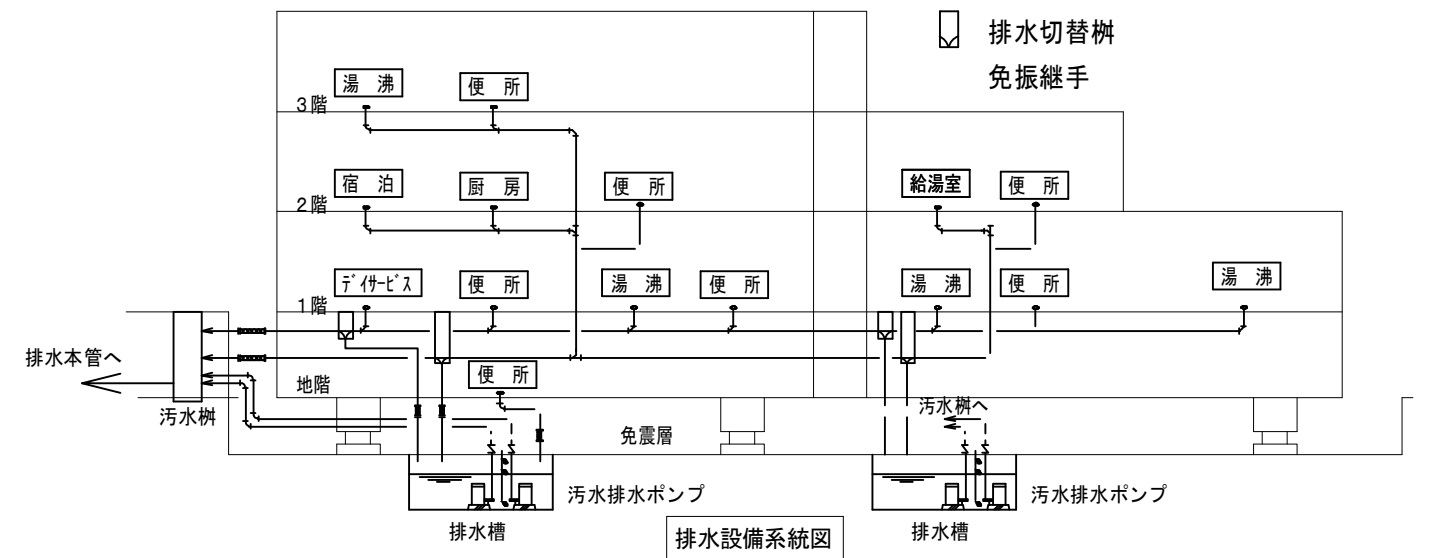 排水切替桝
免振継手
湯 沸
便 所
3階
宿 泊
厨 房
便 所
給湯室
便 所
2階
デイサービス
便 所
湯 沸
便 所
湯 沸
便 所
湯 沸
1階
排水本管へ
地階
便 所
汚水桝
汚水桝へ
免震層
汚水排水ポンプ
汚水排水ポンプ
排水槽
排水設備系統図
排水槽